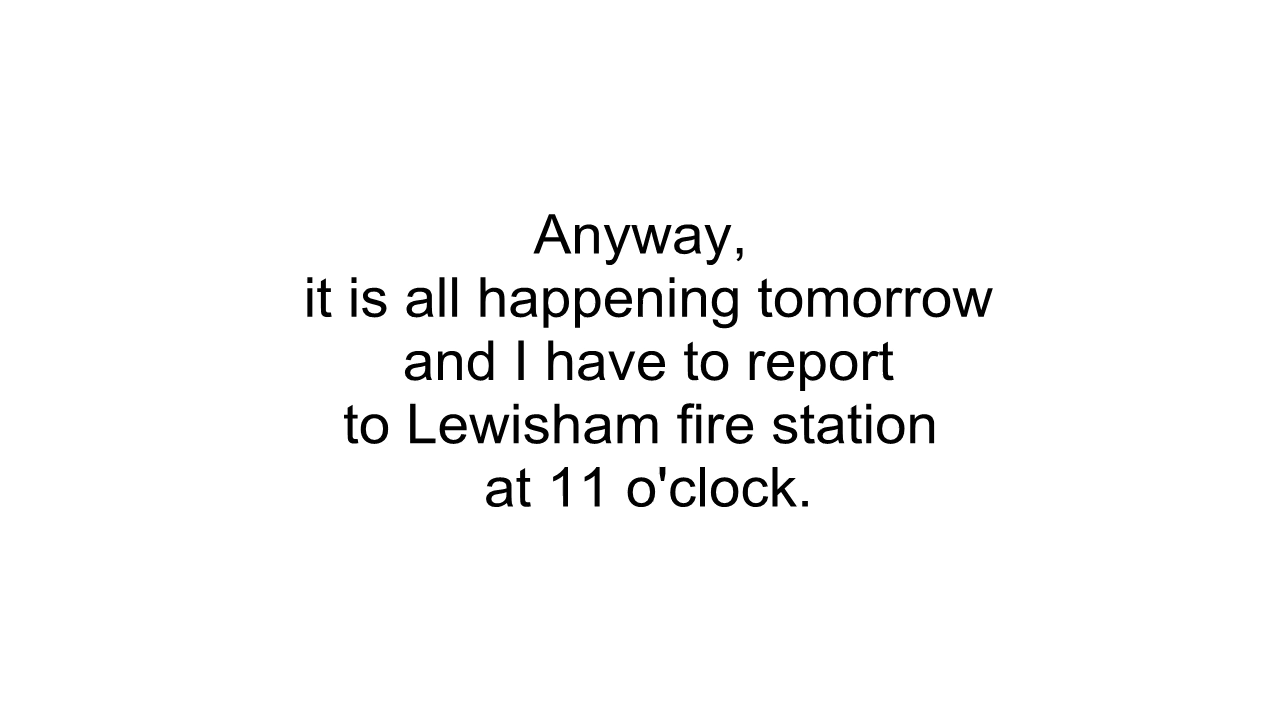 Anyway,
it is all happening tomorrow
and I have to report
to Lewisham fire station
at 11 o'clock.